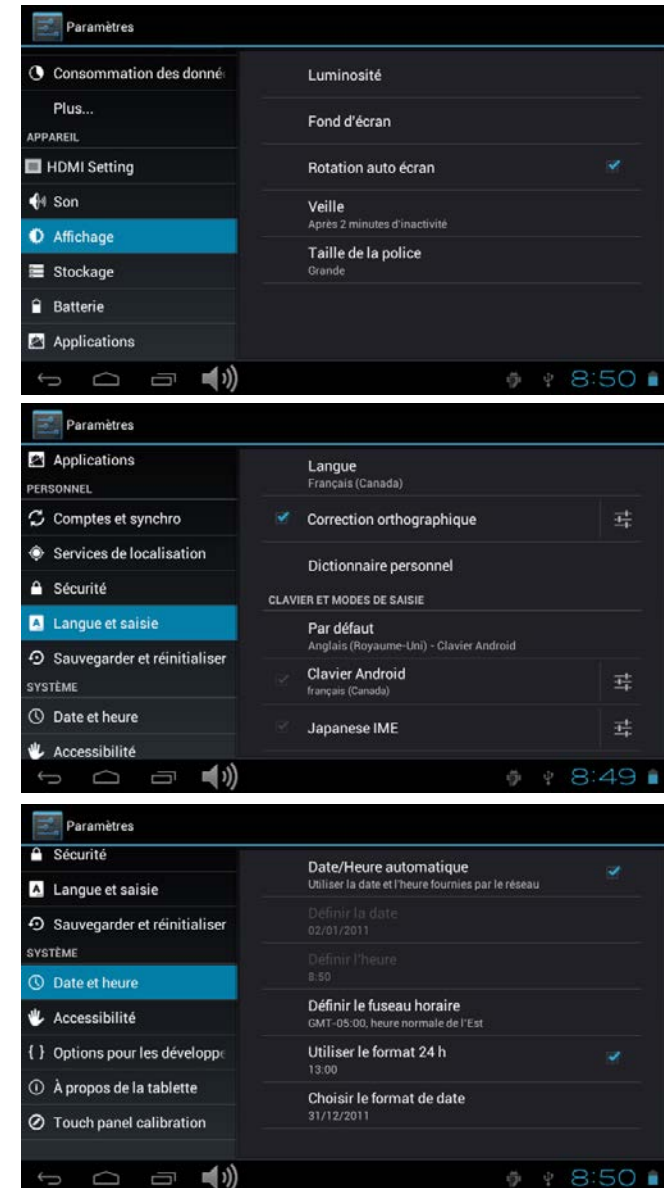 Paramètres
Consommation des donné
Plus...
APPAREIL
HDMI Setting
Son
Affichage
Stockage
Batterie
Applications
Luminosité
Fond d'écran
Rotation auto écran
Veille
Après 2 minutes d'inactivité
Taille de la police
Grande
8:50
Paramètres
Applications
PERSONNEL
Comptes et synchro
Services de localisation
Sécurité
Langue et saisie
Sauvegarder et réinitialiser
SYSTÈME
Date et heure
Accessibilité
Langue
Français (Canada)
Correction orthographique
Dictionnaire personnel
CLAVIER ET MODES DE SAISIE
Par défaut
Anglais (Royaume-Uni) - Clavier Android
Clavier Android
français (Canada)
Japanese IME
8:49
Paramètres
Sécurité
Langue et saisie
Sauvegarder et réinitialiser
SYSTÈME
Date et heure
Accessibilité
{ } Options pour les développe
À propos de la tablette
Touch panel calibration
Date/Heure automatique
Utiliser la date et l'heure fournies par le réseau
Définir la date
02/01/2011
Définir l'heure
8:50
Définir le fuseau horaire
GMT-05:00, heure normale de l'Est
Utiliser le format 24 h
13:00
Choisir le format de date
31/12/2011
8:50